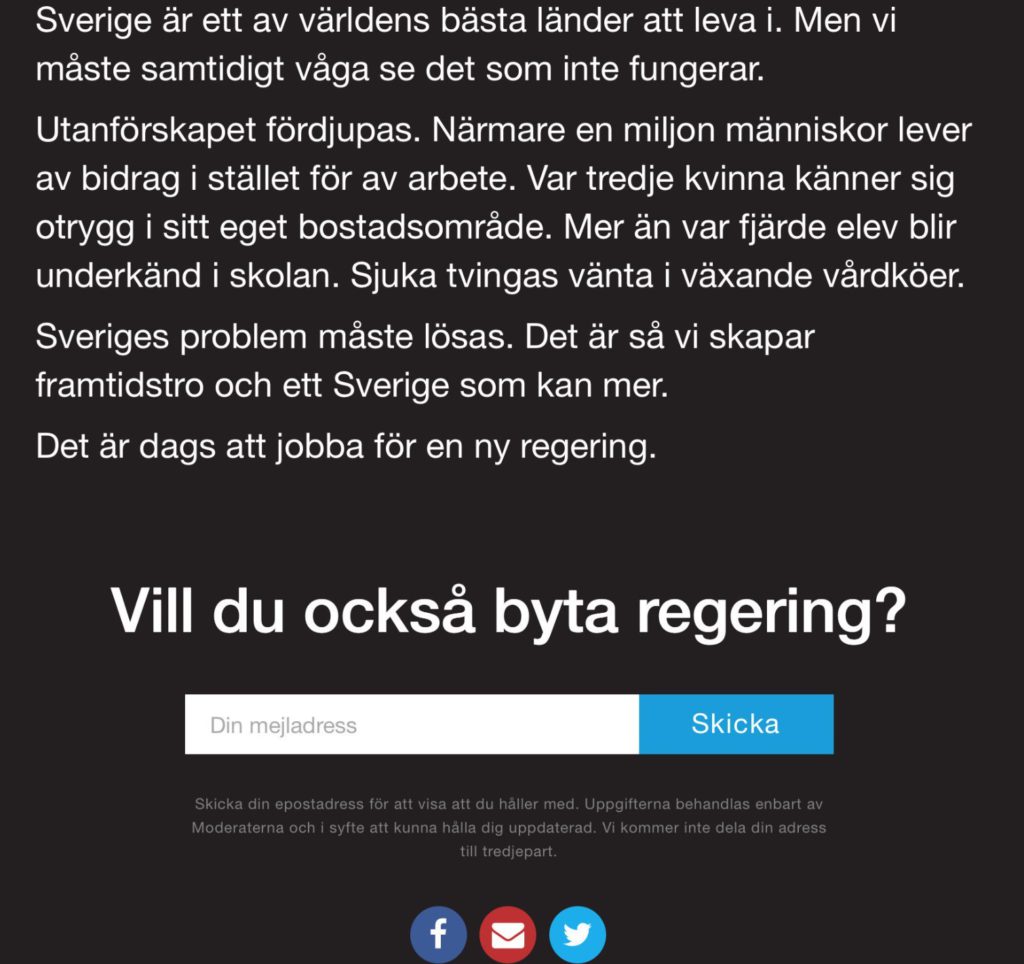 Sverige är ett av världens bästa länder att leva i. Men vi
måste samtidigt våga se det som inte fungerar.
Utanförskapet fördjupas. Närmare en miljon människor lever
av bidrag i stället för av arbete. Var tredje kvinna känner sig
otrygg i sitt eget bostadsområde. Mer än var fjärde elev blir
underkänd i skolan. Sjuka tvingas vänta i växande vårdköer.
Sveriges problem måste lösas. Det är så vi skapar
framtidstro och ett Sverige som kan mer.
Det är dags att jobba för en ny regering.
Vill du också byta regering?
Din mejladress
Skicka
Skicka din epostadress för att visa att du håller med. Uppgifterna behandlas enbart av
Moderaterna och i syfte att kunna hålla dig uppdaterad. Vi kommer inte dela din adress
till tredjepart.